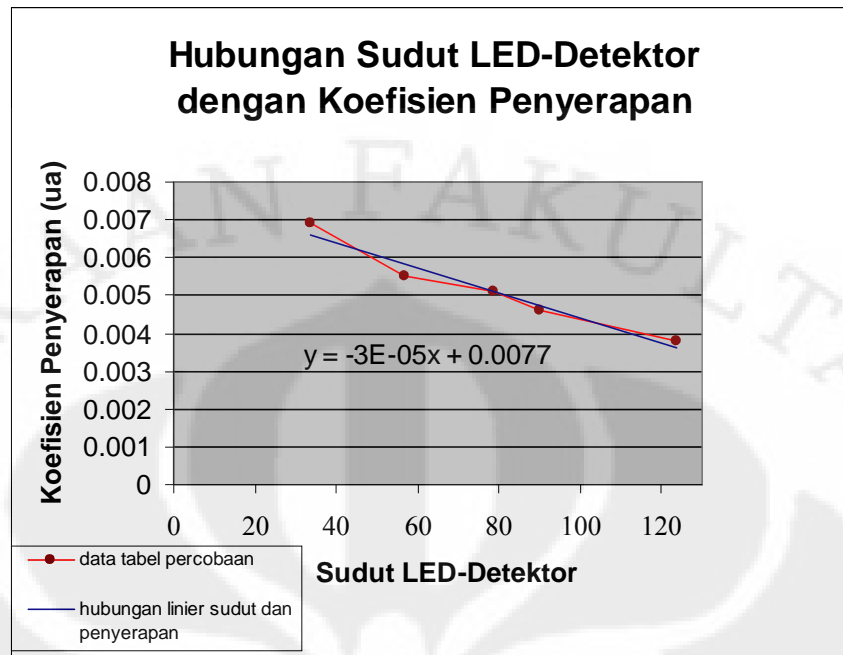 Hubungan Sudut LED-Detektor
dengan Koefisien Penyerapan
Koefisien Penyerapan (ua)
0.008
0.007
0.006
0.005
0.004
0.003
0.002
0.001
0
y = -3E-05x + 0.0077
0 20 40 60 80 100 120
Sudut LED-Detektor
data tabel percobaan
hubungan linier sudut dan
penyerapan